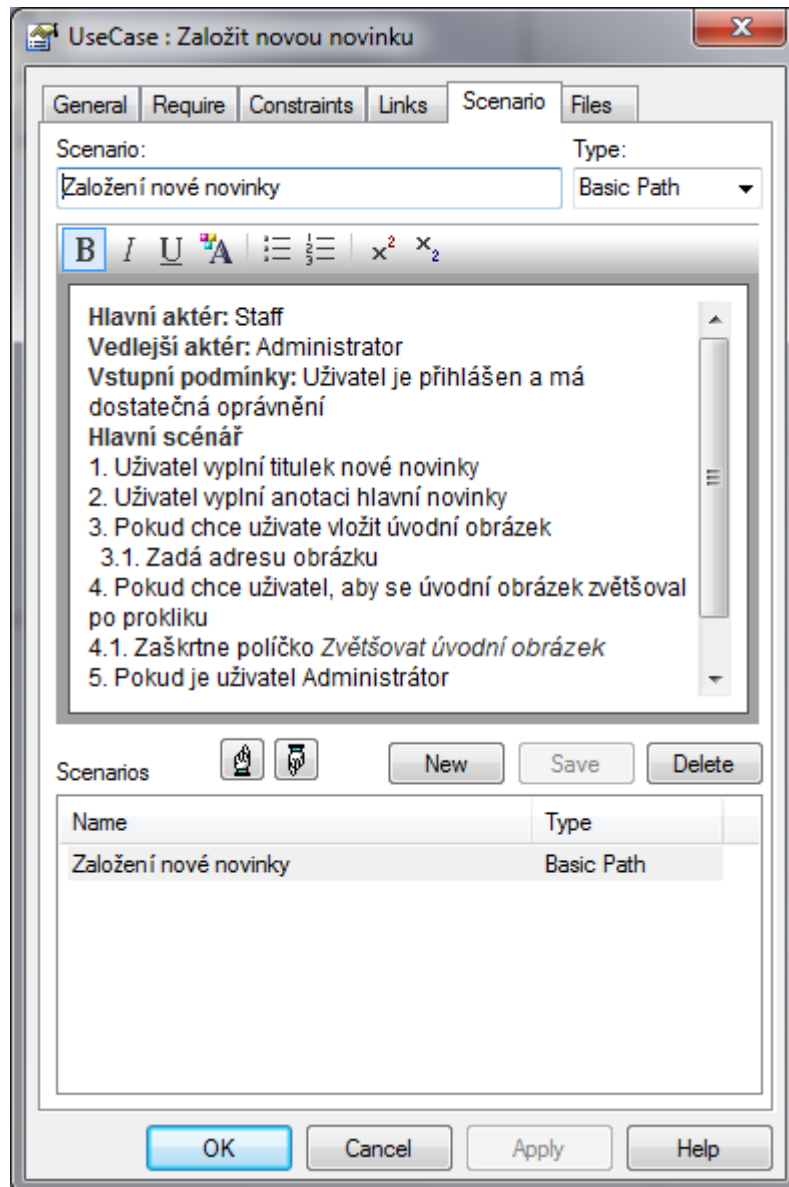 UseCase : Založit novou novinku
General Require Constraints Links Scenario Files
Scenario: Type:
Založení nové novinky Basic Path
B I U A x² x₂
Hlavní aktér: Staff
Vedlejší aktér: Administrator
Vstupní podmínky: Uživatel je přihlášen a má
dostatečná oprávnění
Hlavní scénář
1. Uživatel vyplní titulek nové novinky
2. Uživatel vyplní anotaci hlavní novinky
3. Pokud chce uživate vložit úvodní obrázek
3.1. Zadá adresu obrázku
4. Pokud chce uživatel, aby se úvodní obrázek zvětšoval
po prokliku
4.1. Zaškrtne políčko Zvětšovat úvodní obrázek
5. Pokud je uživatel Administrátor
Scenarios New Save Delete
Name Type
Založení nové novinky Basic Path
OK Cancel Apply Help